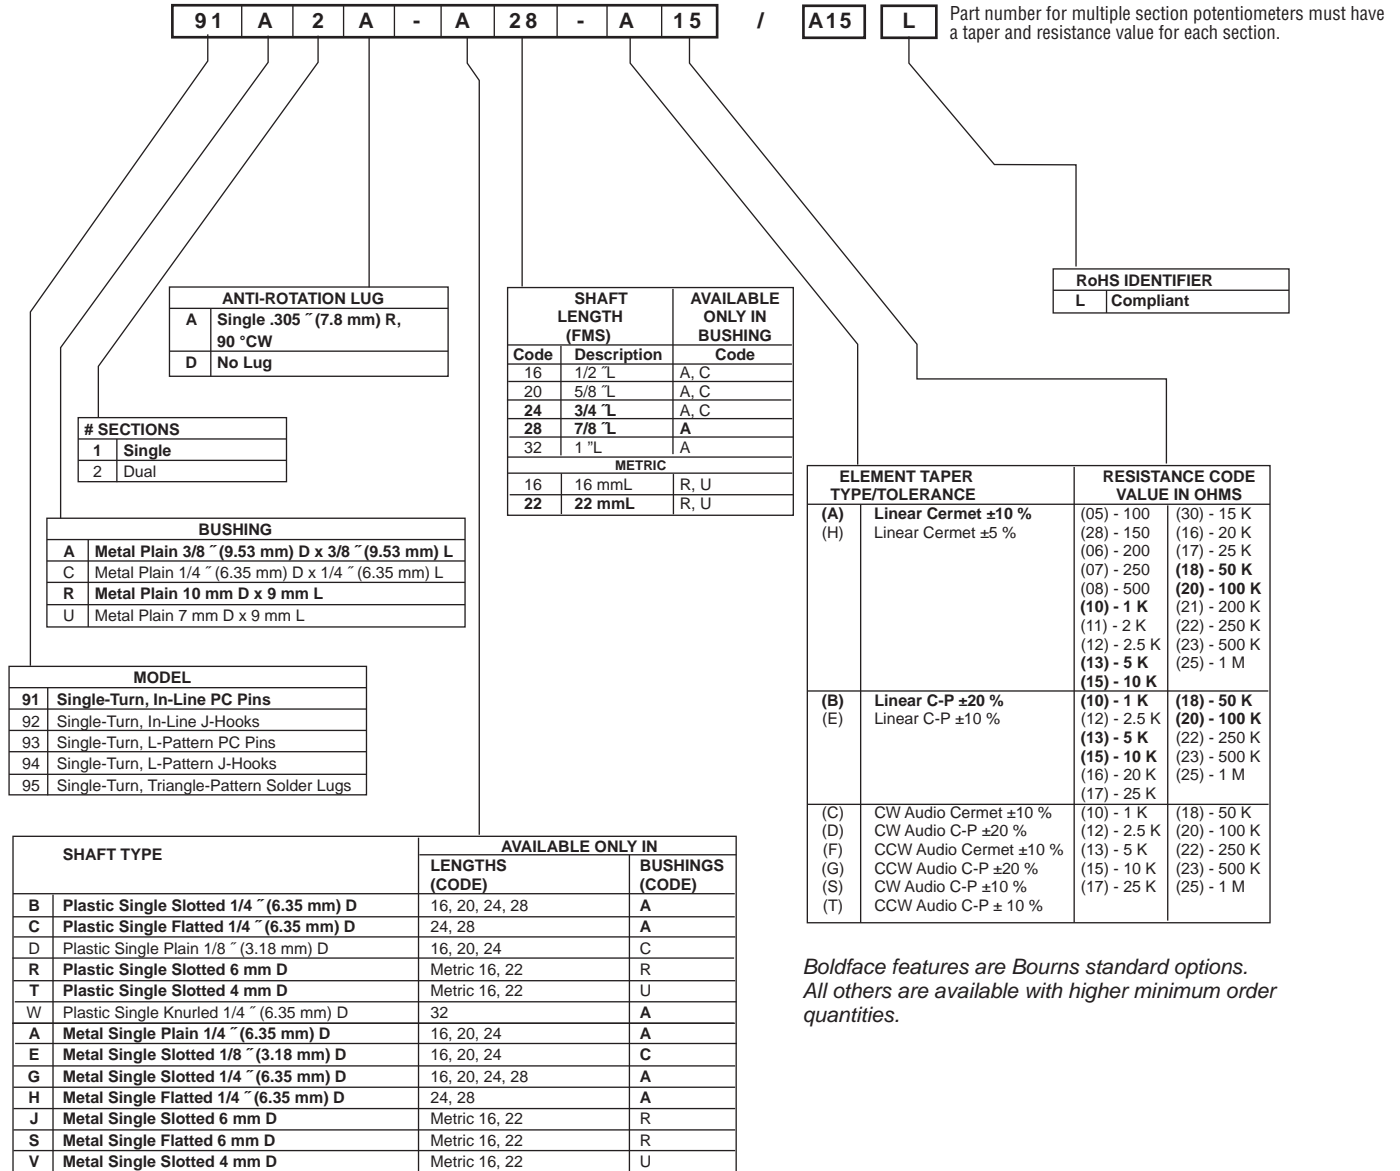 91 A 2 A - A 28 - A 15 / A15 L
Part number for multiple section potentiometers must have
a taper and resistance value for each section.
RoHS IDENTIFIER
L Compliant
ANTI-ROTATION LUG
A Single .305 ˝ (7.8 mm) R,
90 °CW
D No Lug
SHAFT LENGTH (FMS) AVAILABLE ONLY IN BUSHING
Code Description Code
16 1/2 ˝L A, C
20 5/8 ˝L A, C
24 3/4 ˝L A, C
28 7/8 ˝L A
32 1 ”L A
METRIC
16 16 mmL R, U
22 22 mmL R, U
# SECTIONS
1 Single
2 Dual
BUSHING
A Metal Plain 3/8 ˝ (9.53 mm) D x 3/8 ˝ (9.53 mm) L
C Metal Plain 1/4 ˝ (6.35 mm) D x 1/4 ˝ (6.35 mm) L
R Metal Plain 10 mm D x 9 mm L
U Metal Plain 7 mm D x 9 mm L
MODEL
91 Single-Turn, In-Line PC Pins
92 Single-Turn, In-Line J-Hooks
93 Single-Turn, L-Pattern PC Pins
94 Single-Turn, L-Pattern J-Hooks
95 Single-Turn, Triangle-Pattern Solder Lugs
ELEMENT TAPER RESISTANCE CODE
TYPE/TOLERANCE VALUE IN OHMS
(A) Linear Cermet ±10 % (05) - 100 (30) - 15 K
(H) Linear Cermet ±5 % (28) - 150 (16) - 20 K
(06) - 200 (17) - 25 K
(07) - 250 (18) - 50 K
(08) - 500 (20) - 100 K
(10) - 1 K (21) - 200 K
(11) - 2 K (22) - 250 K
(12) - 2.5 K (23) - 500 K
(13) - 5 K (25) - 1 M
(15) - 10 K
(B) Linear C-P ±20 % (10) - 1 K (18) - 50 K
(E) Linear C-P ±10 % (12) - 2.5 K (20) - 100 K
(13) - 5 K (22) - 250 K
(15) - 10 K (23) - 500 K
(16) - 20 K (25) - 1 M
(17) - 25 K
(C) CW Audio Cermet ±10 % (10) - 1 K (18) - 50 K
(D) CW Audio C-P ±20 % (12) - 2.5 K (20) - 100 K
(F) CCW Audio Cermet ±10 % (13) - 5 K (22) - 250 K
(G) CCW Audio C-P ±20 % (15) - 10 K (23) - 500 K
(S) CW Audio C-P ±10 % (17) - 25 K (25) - 1 M
(T) CCW Audio C-P ± 10 %
SHAFT TYPE AVAILABLE ONLY IN
LENGTHS (CODE) BUSHINGS (CODE)
B Plastic Single Slotted 1/4 ˝ (6.35 mm) D 16, 20, 24, 28 A
C Plastic Single Flatted 1/4 ˝ (6.35 mm) D 24, 28 A
D Plastic Single Plain 1/8 ˝ (3.18 mm) D 16, 20, 24 C
R Plastic Single Slotted 6 mm D Metric 16, 22 R
T Plastic Single Slotted 4 mm D Metric 16, 22 U
W Plastic Single Knurled 1/4 ˝ (6.35 mm) D 32 A
A Metal Single Plain 1/4 ˝ (6.35 mm) D 16, 20, 24 A
E Metal Single Slotted 1/8 ˝ (3.18 mm) D 16, 20, 24 C
G Metal Single Slotted 1/4 ˝ (6.35 mm) D 16, 20, 24, 28 A
H Metal Single Flatted 1/4 ˝ (6.35 mm) D 24, 28 A
J Metal Single Slotted 6 mm D Metric 16, 22 R
S Metal Single Flatted 6 mm D Metric 16, 22 R
V Metal Single Slotted 4 mm D Metric 16, 22 U
Boldface features are Bourns standard options.
All others are available with higher minimum order
quantities.